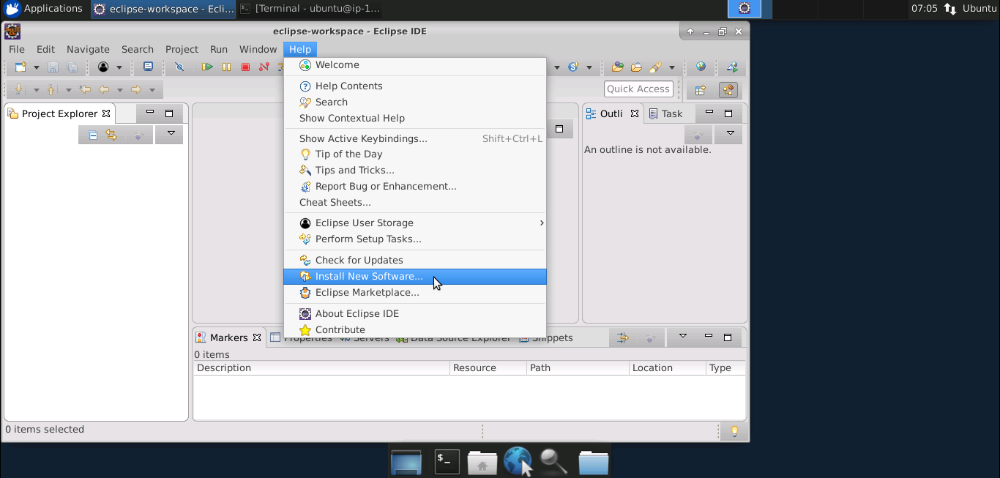 Applications eclipse-workspace - Ecli... [Terminal - ubuntu@ip-1... 07:05 Ubuntu
eclipse-workspace - Eclipse IDE
File Edit Navigate Search Project Run Window Help
Quick Access
Project Explorer
Outli Task
An outline is not available.
Welcome
Help Contents
Search
Show Contextual Help
Show Active Keybindings... Shift+Ctrl+L
Tip of the Day
Tips and Tricks...
Report Bug or Enhancement...
Cheat Sheets...
Eclipse User Storage
Perform Setup Tasks...
Check for Updates
Install New Software...
Eclipse Marketplace...
About Eclipse IDE
Contribute
Markers Properties Servers Data Source Explorer Snippets
0 items
Description Resource Path Location Type
0 items selected
$_